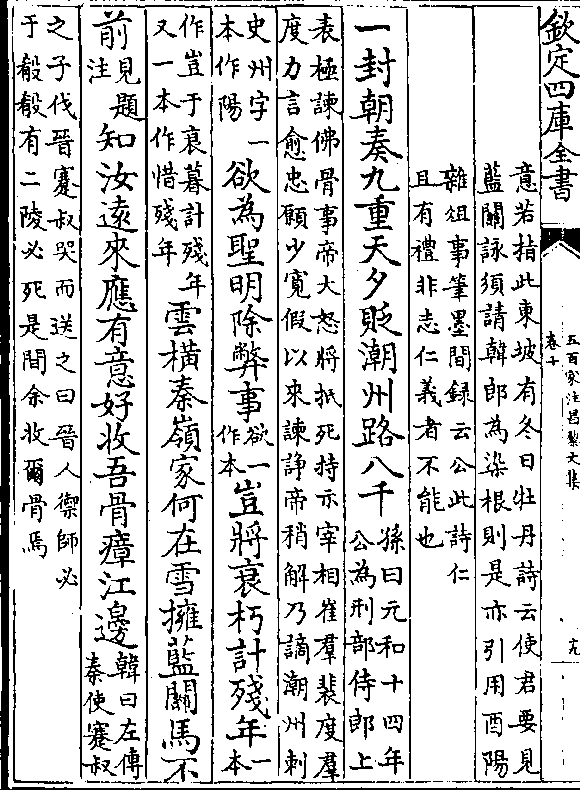 欽定四庫全書
五百家注昌黎文集
卷十
九
意若指此東坡有冬日牡丹詩云使君要見
藍關詠須請韓郎為染根則是亦引用酉陽
雜俎事筆墨間録云公此詩仁
且有禮非志仁義者不能也
一封朝奏九重天夕貶潮州路八千
孫曰元和十四年
公為刑部侍郎上
表極諫佛骨事帝大怒將抵死持示宰相崔羣裴度羣
度力言愈忠願少寛假以來諫諍帝稍解乃謫潮州刺
史州字一
本作陽
欲為聖明除弊事
欲一
作本
豈將衰朽計殘年
一
本
作豈于衰暮計殘年
又一本作惜殘年
雲橫秦嶺家何在雪擁藍關馬不
前
見題
注
知汝遠來應有意好收吾骨瘴江邊
韓曰左傳
秦使蹇叔
之子伐晉蹇叔哭而送之曰晉人禦師必
于殽殽有二陵必死是間余收爾骨焉